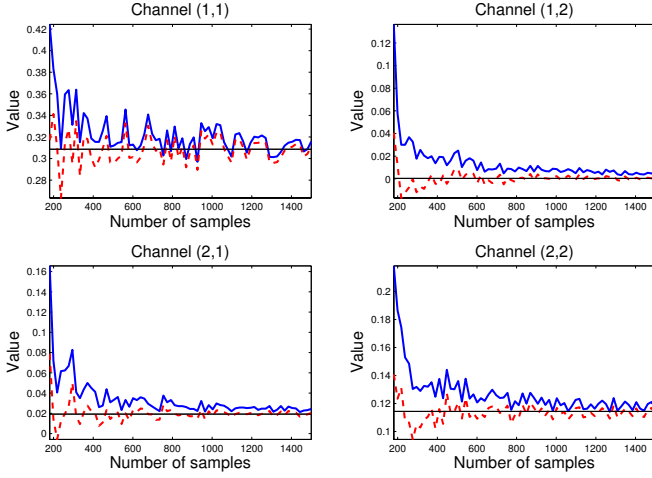 Channel (1,1)
0.42
0.4
0.38
0.36
0.34
0.32
0.3
0.28
Value
200 400 600 800 1000 1200 1400
Number of samples
Channel (1,2)
0.12
0.1
0.08
0.06
0.04
0.02
0
Value
200 400 600 800 1000 1200 1400
Number of samples
Channel (2,1)
0.16
0.14
0.12
0.1
0.08
0.06
0.04
0.02
0
Value
200 400 600 800 1000 1200 1400
Number of samples
Channel (2,2)
0.2
0.18
0.16
0.14
0.12
0.1
Value
200 400 600 800 1000 1200 1400
Number of samples